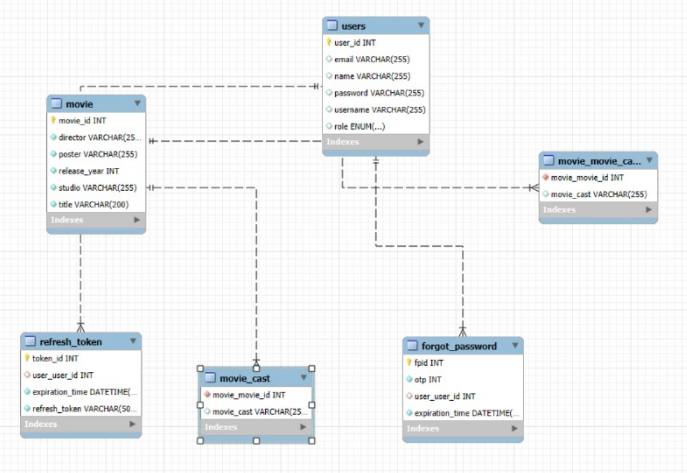 users
user_id INT
email VARCHAR(255)
name VARCHAR(255)
password VARCHAR(255)
username VARCHAR(255)
role ENUM(...)
Indexes
movie
movie_id INT
director VARCHAR(25...
poster VARCHAR(255)
release_year INT
studio VARCHAR(255)
title VARCHAR(200)
Indexes
movie_movie_ca...
movie_movie_id INT
movie_cast VARCHAR(255)
Indexes
refresh_token
token_id INT
user_user_id INT
expiration_time DATETIME(...
refresh_token VARCHAR(50...
Indexes
movie_cast
movie_movie_id INT
movie_cast VARCHAR(25...
Indexes
forgot_password
fpid INT
otp INT
user_user_id INT
expiration_time DATETIME(...
Indexes